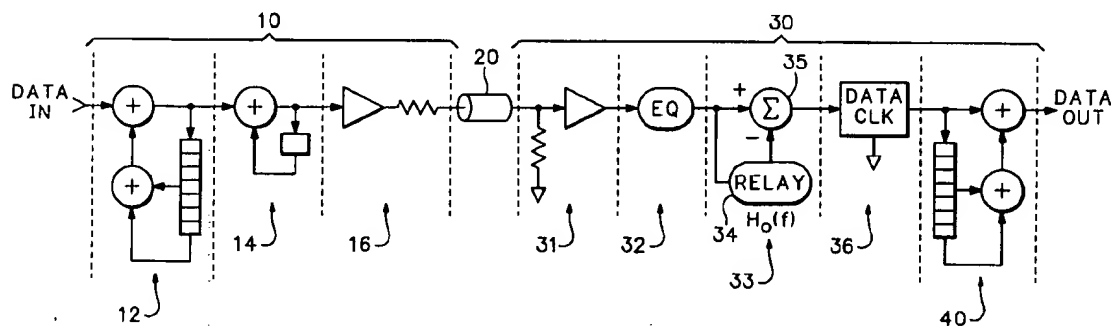 10
30
20
35
DATA
IN
+
+
EQ
+
Σ
DATA
CLK
+
DATA
OUT
+
−
RELAY
+
34
H₀(f)
14
16
31
32
36
33
12
40